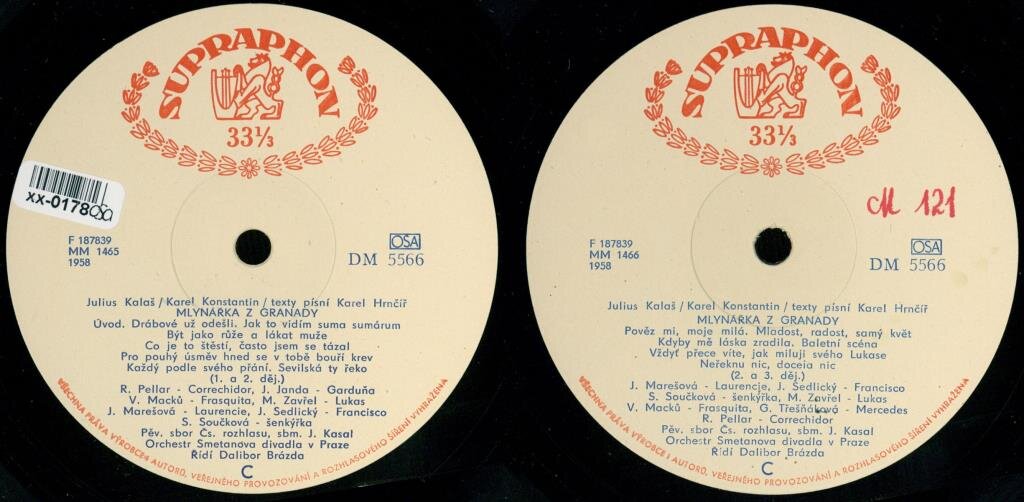 SUPRAPHON
33⅓
xx-0178
F 187839
MM 1465
1958
OSA
DM 5566
Julius Kalaš / Karel Konstantin / texty písní Karel Hrnčíř
MLYNÁŘKA Z GRANADY
Úvod. Drábové už odešli. Jak to vidím suma sumárum
Být jako růže a lákat muže
Co je to štěstí, často jsem se tázal
Pro pouhý úsměv hned se v tobě bouří krev
Každý podle svého přání. Sevilská ty řeko
(1. a 2. děj.)
R. Pellar - Correchidor, J. Janda - Garduňa
V. Macků - Frasquita, M. Zavřel - Lukas
J. Marešová - Laurencie, J. Sedlický - Francisco
S. Součková - šenkýřka
Pěv. sbor Čs. rozhlasu, sbm. J. Kasal
Orchestr Smetanova divadla v Praze
Řídí Dalibor Brázda
C
VŠECHNA PRÁVA VÝROBCE I AUTORŮ, VEŘEJNÉHO PROVOZOVÁNÍ A ROZHLASOVÉHO ŠÍŘENÍ VYHRAŽENA
SUPRAPHON
33⅓
M 121
F 187839
MM 1466
1958
OSA
DM 5566
Julius Kalaš / Karel Konstantin / texty písní Karel Hrnčíř
MLYNÁŘKA Z GRANADY
Pověz mi, moje milá. Mladost, radost, samý květ
Kdyby mě láska zradila. Baletní scéna
Vždyť přece víte, jak miluji svého Lukase
Neřeknu nic, docela nic
(2. a 3. děj.)
J. Marešová - Laurencie, J. Sedlický - Francisco
S. Součková - šenkýřka, M. Zavřel - Lukas
V. Macků - Frasquita, G. Třešňáková - Mercedes
R. Pellar - Correchidor
Pěv. sbor Čs. rozhlasu, sbm. J. Kasal
Orchestr Smetanova divadla v Praze
Řídí Dalibor Brázda
C
VŠECHNA PRÁVA VÝROBCE I AUTORŮ, VEŘEJNÉHO PROVOZOVÁNÍ A ROZHLASOVÉHO ŠÍŘENÍ VYHRAŽENA